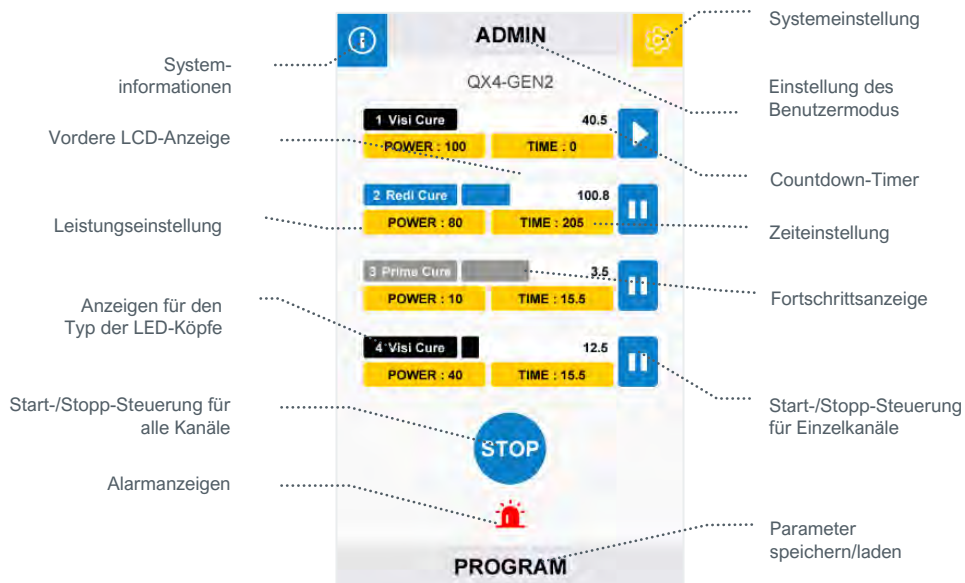 Systemeinstellung
ADMIN
System-
informationen
QX4-GEN2
Einstellung des
Benutzermodus
1 Visi Cure
40.5
Vordere LCD-Anzeige
POWER : 100
TIME : 0
Countdown-Timer
2 Redi Cure
100.8
Leistungseinstellung
POWER : 80
TIME : 205
Zeiteinstellung
3 Prime Cure
3.5
Anzeigen für den
Typ der LED-Köpfe
POWER : 10
TIME : 15.5
Fortschrittsanzeige
4 Visi Cure
12.5
POWER : 40
TIME : 15.5
Start-/Stopp-Steuerung für
alle Kanäle
Start-/Stopp-Steuerung
für Einzelkanäle
STOP
Alarmanzeigen
Parameter
speichern/laden
PROGRAM